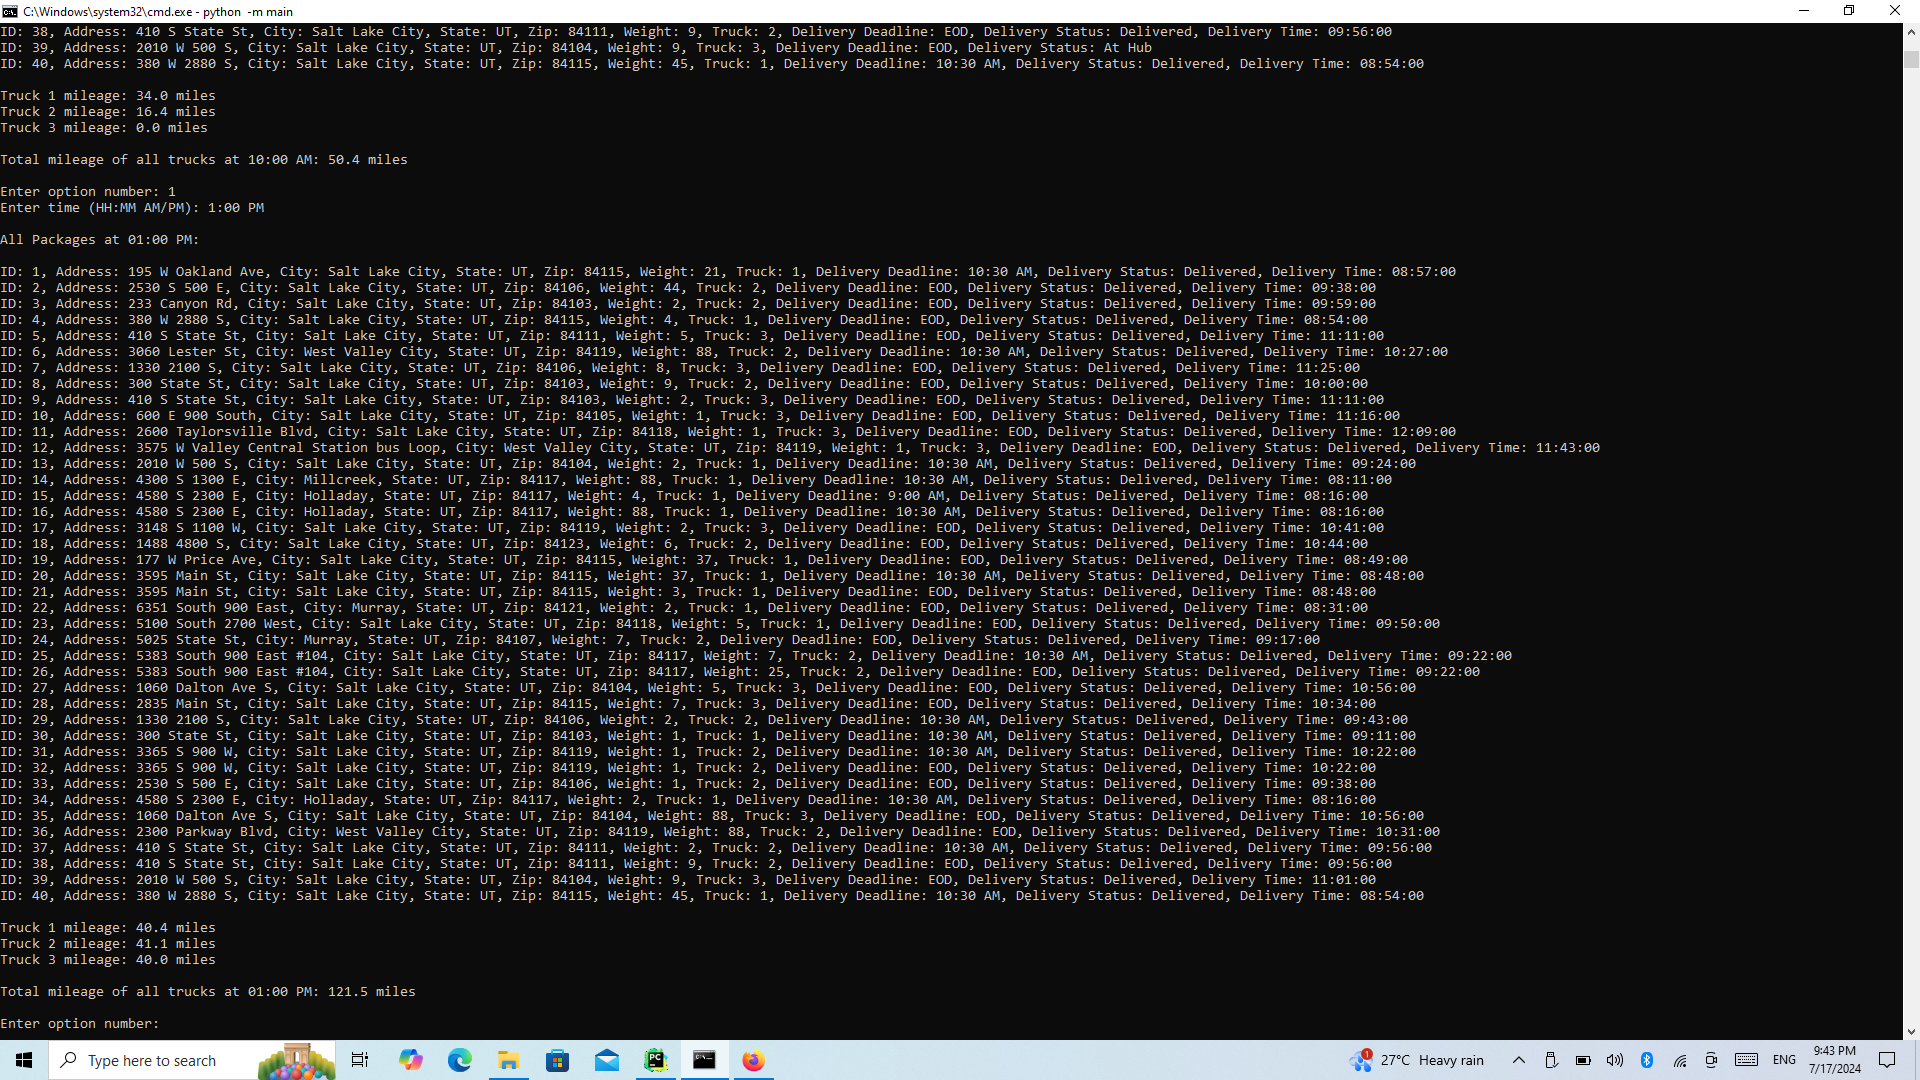 C:\Windows\system32\cmd.exe - python  -m main
ID: 38, Address: 410 S State St, City: Salt Lake City, State: UT, Zip: 84111, Weight: 9, Truck: 2, Delivery Deadline: EOD, Delivery Status: Delivered, Delivery Time: 09:56:00
ID: 39, Address: 2010 W 500 S, City: Salt Lake City, State: UT, Zip: 84104, Weight: 9, Truck: 3, Delivery Deadline: EOD, Delivery Status: At Hub
ID: 40, Address: 380 W 2880 S, City: Salt Lake City, State: UT, Zip: 84115, Weight: 45, Truck: 1, Delivery Deadline: 10:30 AM, Delivery Status: Delivered, Delivery Time: 08:54:00
Truck 1 mileage: 34.0 miles
Truck 2 mileage: 16.4 miles
Truck 3 mileage: 0.0 miles
Total mileage of all trucks at 10:00 AM: 50.4 miles
Enter option number: 1
Enter time (HH:MM AM/PM): 1:00 PM
All Packages at 01:00 PM:
ID: 1, Address: 195 W Oakland Ave, City: Salt Lake City, State: UT, Zip: 84115, Weight: 21, Truck: 1, Delivery Deadline: 10:30 AM, Delivery Status: Delivered, Delivery Time: 08:57:00
ID: 2, Address: 2530 S 500 E, City: Salt Lake City, State: UT, Zip: 84106, Weight: 44, Truck: 2, Delivery Deadline: EOD, Delivery Status: Delivered, Delivery Time: 09:38:00
ID: 3, Address: 233 Canyon Rd, City: Salt Lake City, State: UT, Zip: 84103, Weight: 2, Truck: 2, Delivery Deadline: EOD, Delivery Status: Delivered, Delivery Time: 09:59:00
ID: 4, Address: 380 W 2880 S, City: Salt Lake City, State: UT, Zip: 84115, Weight: 4, Truck: 1, Delivery Deadline: EOD, Delivery Status: Delivered, Delivery Time: 08:54:00
ID: 5, Address: 410 S State St, City: Salt Lake City, State: UT, Zip: 84111, Weight: 5, Truck: 3, Delivery Deadline: EOD, Delivery Status: Delivered, Delivery Time: 11:11:00
ID: 6, Address: 3060 Lester St, City: West Valley City, State: UT, Zip: 84119, Weight: 88, Truck: 2, Delivery Deadline: 10:30 AM, Delivery Status: Delivered, Delivery Time: 10:27:00
ID: 7, Address: 1330 2100 S, City: Salt Lake City, State: UT, Zip: 84106, Weight: 8, Truck: 3, Delivery Deadline: EOD, Delivery Status: Delivered, Delivery Time: 11:25:00
ID: 8, Address: 300 State St, City: Salt Lake City, State: UT, Zip: 84103, Weight: 9, Truck: 2, Delivery Deadline: EOD, Delivery Status: Delivered, Delivery Time: 10:00:00
ID: 9, Address: 410 S State St, City: Salt Lake City, State: UT, Zip: 84103, Weight: 2, Truck: 3, Delivery Deadline: EOD, Delivery Status: Delivered, Delivery Time: 11:11:00
ID: 10, Address: 600 E 900 South, City: Salt Lake City, State: UT, Zip: 84105, Weight: 1, Truck: 3, Delivery Deadline: EOD, Delivery Status: Delivered, Delivery Time: 11:16:00
ID: 11, Address: 2600 Taylorsville Blvd, City: Salt Lake City, State: UT, Zip: 84118, Weight: 1, Truck: 3, Delivery Deadline: EOD, Delivery Status: Delivered, Delivery Time: 12:09:00
ID: 12, Address: 3575 W Valley Central Station bus Loop, City: West Valley City, State: UT, Zip: 84119, Weight: 1, Truck: 3, Delivery Deadline: EOD, Delivery Status: Delivered, Delivery Time: 11:43:00
ID: 13, Address: 2010 W 500 S, City: Salt Lake City, State: UT, Zip: 84104, Weight: 2, Truck: 1, Delivery Deadline: 10:30 AM, Delivery Status: Delivered, Delivery Time: 09:24:00
ID: 14, Address: 4300 S 1300 E, City: Millcreek, State: UT, Zip: 84117, Weight: 88, Truck: 1, Delivery Deadline: 10:30 AM, Delivery Status: Delivered, Delivery Time: 08:11:00
ID: 15, Address: 4580 S 2300 E, City: Holladay, State: UT, Zip: 84117, Weight: 4, Truck: 1, Delivery Deadline: 9:00 AM, Delivery Status: Delivered, Delivery Time: 08:16:00
ID: 16, Address: 4580 S 2300 E, City: Holladay, State: UT, Zip: 84117, Weight: 88, Truck: 1, Delivery Deadline: 10:30 AM, Delivery Status: Delivered, Delivery Time: 08:16:00
ID: 17, Address: 3148 S 1100 W, City: Salt Lake City, State: UT, Zip: 84119, Weight: 2, Truck: 3, Delivery Deadline: EOD, Delivery Status: Delivered, Delivery Time: 10:41:00
ID: 18, Address: 1488 4800 S, City: Salt Lake City, State: UT, Zip: 84123, Weight: 6, Truck: 2, Delivery Deadline: EOD, Delivery Status: Delivered, Delivery Time: 10:44:00
ID: 19, Address: 177 W Price Ave, City: Salt Lake City, State: UT, Zip: 84115, Weight: 37, Truck: 1, Delivery Deadline: EOD, Delivery Status: Delivered, Delivery Time: 08:49:00
ID: 20, Address: 3595 Main St, City: Salt Lake City, State: UT, Zip: 84115, Weight: 37, Truck: 1, Delivery Deadline: 10:30 AM, Delivery Status: Delivered, Delivery Time: 08:48:00
ID: 21, Address: 3595 Main St, City: Salt Lake City, State: UT, Zip: 84115, Weight: 3, Truck: 1, Delivery Deadline: EOD, Delivery Status: Delivered, Delivery Time: 08:48:00
ID: 22, Address: 6351 South 900 East, City: Murray, State: UT, Zip: 84121, Weight: 2, Truck: 1, Delivery Deadline: EOD, Delivery Status: Delivered, Delivery Time: 08:31:00
ID: 23, Address: 5100 South 2700 West, City: Salt Lake City, State: UT, Zip: 84118, Weight: 5, Truck: 1, Delivery Deadline: EOD, Delivery Status: Delivered, Delivery Time: 09:50:00
ID: 24, Address: 5025 State St, City: Murray, State: UT, Zip: 84107, Weight: 7, Truck: 2, Delivery Deadline: EOD, Delivery Status: Delivered, Delivery Time: 09:17:00
ID: 25, Address: 5383 South 900 East #104, City: Salt Lake City, State: UT, Zip: 84117, Weight: 7, Truck: 2, Delivery Deadline: 10:30 AM, Delivery Status: Delivered, Delivery Time: 09:22:00
ID: 26, Address: 5383 South 900 East #104, City: Salt Lake City, State: UT, Zip: 84117, Weight: 25, Truck: 2, Delivery Deadline: EOD, Delivery Status: Delivered, Delivery Time: 09:22:00
ID: 27, Address: 1060 Dalton Ave S, City: Salt Lake City, State: UT, Zip: 84104, Weight: 5, Truck: 3, Delivery Deadline: EOD, Delivery Status: Delivered, Delivery Time: 10:56:00
ID: 28, Address: 2835 Main St, City: Salt Lake City, State: UT, Zip: 84115, Weight: 7, Truck: 3, Delivery Deadline: EOD, Delivery Status: Delivered, Delivery Time: 10:34:00
ID: 29, Address: 1330 2100 S, City: Salt Lake City, State: UT, Zip: 84106, Weight: 2, Truck: 2, Delivery Deadline: 10:30 AM, Delivery Status: Delivered, Delivery Time: 09:43:00
ID: 30, Address: 300 State St, City: Salt Lake City, State: UT, Zip: 84103, Weight: 1, Truck: 1, Delivery Deadline: 10:30 AM, Delivery Status: Delivered, Delivery Time: 09:11:00
ID: 31, Address: 3365 S 900 W, City: Salt Lake City, State: UT, Zip: 84119, Weight: 1, Truck: 2, Delivery Deadline: 10:30 AM, Delivery Status: Delivered, Delivery Time: 10:22:00
ID: 32, Address: 3365 S 900 W, City: Salt Lake City, State: UT, Zip: 84119, Weight: 1, Truck: 2, Delivery Deadline: EOD, Delivery Status: Delivered, Delivery Time: 10:22:00
ID: 33, Address: 2530 S 500 E, City: Salt Lake City, State: UT, Zip: 84106, Weight: 1, Truck: 2, Delivery Deadline: EOD, Delivery Status: Delivered, Delivery Time: 09:38:00
ID: 34, Address: 4580 S 2300 E, City: Holladay, State: UT, Zip: 84117, Weight: 2, Truck: 1, Delivery Deadline: 10:30 AM, Delivery Status: Delivered, Delivery Time: 08:16:00
ID: 35, Address: 1060 Dalton Ave S, City: Salt Lake City, State: UT, Zip: 84104, Weight: 88, Truck: 3, Delivery Deadline: EOD, Delivery Status: Delivered, Delivery Time: 10:56:00
ID: 36, Address: 2300 Parkway Blvd, City: West Valley City, State: UT, Zip: 84119, Weight: 88, Truck: 2, Delivery Deadline: EOD, Delivery Status: Delivered, Delivery Time: 10:31:00
ID: 37, Address: 410 S State St, City: Salt Lake City, State: UT, Zip: 84111, Weight: 2, Truck: 2, Delivery Deadline: 10:30 AM, Delivery Status: Delivered, Delivery Time: 09:56:00
ID: 38, Address: 410 S State St, City: Salt Lake City, State: UT, Zip: 84111, Weight: 9, Truck: 2, Delivery Deadline: EOD, Delivery Status: Delivered, Delivery Time: 09:56:00
ID: 39, Address: 2010 W 500 S, City: Salt Lake City, State: UT, Zip: 84104, Weight: 9, Truck: 3, Delivery Deadline: EOD, Delivery Status: Delivered, Delivery Time: 11:01:00
ID: 40, Address: 380 W 2880 S, City: Salt Lake City, State: UT, Zip: 84115, Weight: 45, Truck: 1, Delivery Deadline: 10:30 AM, Delivery Status: Delivered, Delivery Time: 08:54:00
Truck 1 mileage: 40.4 miles
Truck 2 mileage: 41.1 miles
Truck 3 mileage: 40.0 miles
Total mileage of all trucks at 01:00 PM: 121.5 miles
Enter option number:
Type here to search
PC
1
27°C Heavy rain
ENG
9:43 PM
7/17/2024